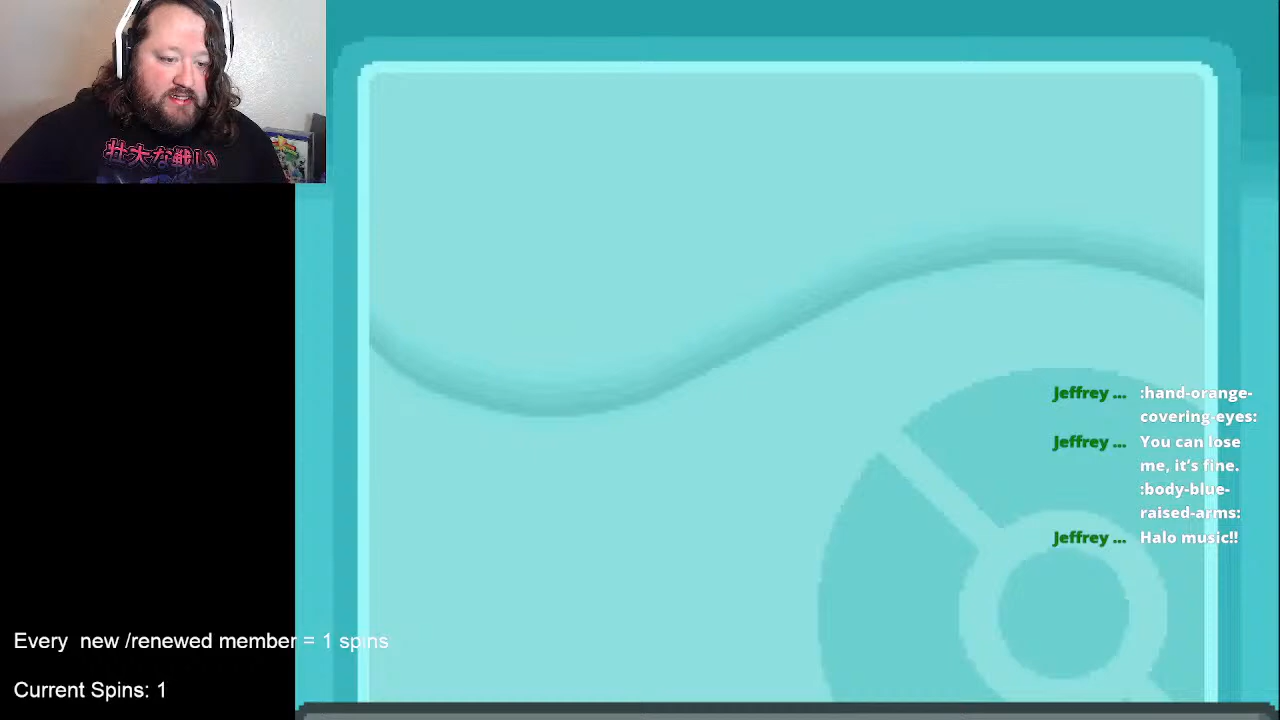 壮大な戦い
Jeffrey ... :hand-orange-
covering-eyes:
Jeffrey ... You can lose
me, it's fine.
:body-blue-
raised-arms:
Jeffrey ... Halo music!!
Every new /renewed member = 1 spins
Current Spins: 1